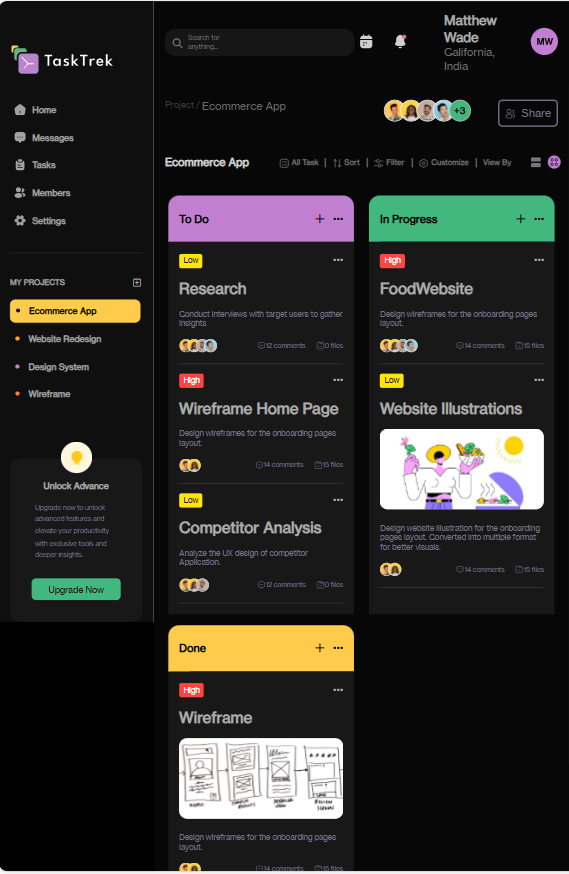 TaskTrek
Home
Messages
Tasks
Members
Settings
MY PROJECTS
Ecommerce App
Website Redesign
Design System
Wireframe
Unlock Advance
Upgrade now to unlock
advanced features and
elevate your productivity
with exclusive tools and
deeper insights.
Upgrade Now
Search for
anything...
Matthew
Wade
California,
India
MW
Project / Ecommerce App
+3
Share
Ecommerce App
All Task | Sort | Filter | Customize | View By
To Do
Low
Research
Conduct interviews with target users to gather
insights
12 comments 0 files
High
Wireframe Home Page
Design wireframes for the onboarding pages
layout.
14 comments 15 files
Low
Competitor Analysis
Analyze the UX design of competitor
Application.
12 comments 0 files
In Progress
High
FoodWebsite
Design wireframes for the onboarding pages
layout.
14 comments 15 files
Low
Website Illustrations
Design website illustration for the onboarding
pages layout. Converted into multiple format
for better visuals.
14 comments 15 files
Done
High
Wireframe
Design wireframes for the onboarding pages
layout.
14 comments 15 files